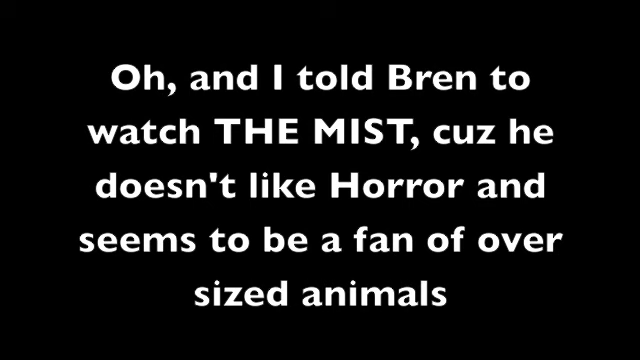 Oh, and I told Bren to
watch THE MIST, cuz he
doesn't like Horror and
seems to be a fan of over
sized animals